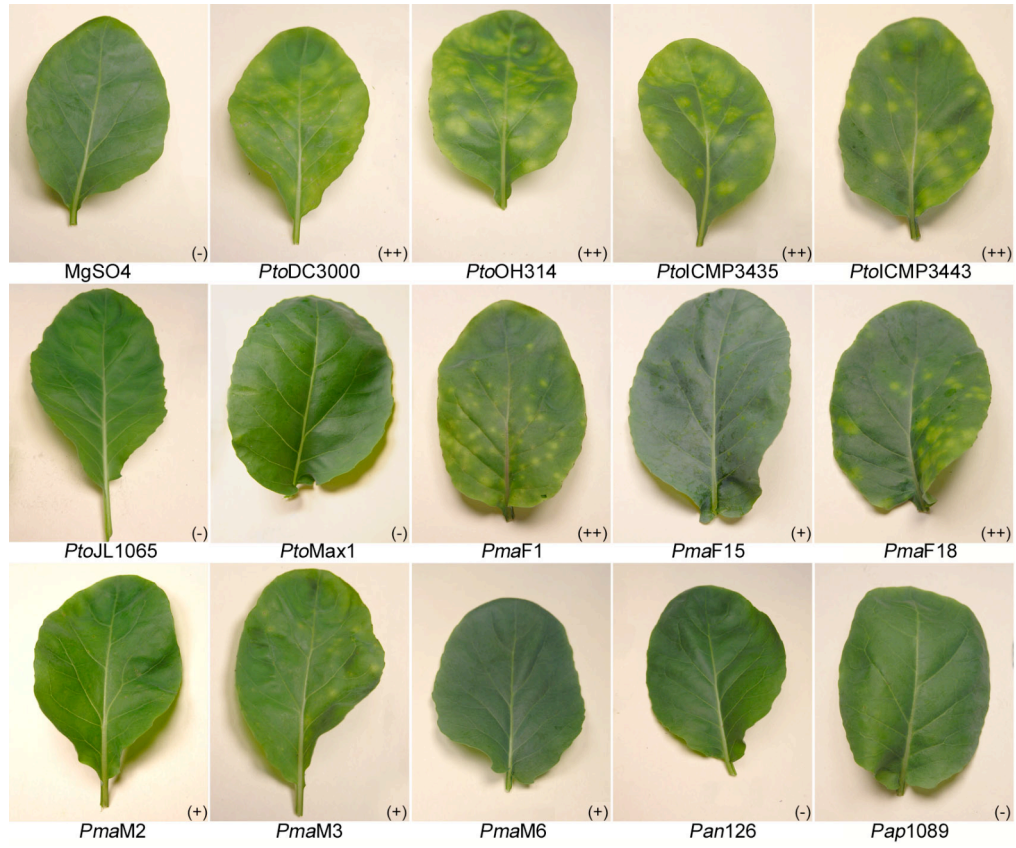 (-) (++) (++) (++) (++)
MgSO4 PtoDC3000 PtoOH314 PtoICMP3435 PtoICMP3443
(-) (-) (++) (+) (++)
PtoJL1065 PtoMax1 PmaF1 PmaF15 PmaF18
(+) (+) (+) (-) (-)
PmaM2 PmaM3 PmaM6 Pan126 Pap1089